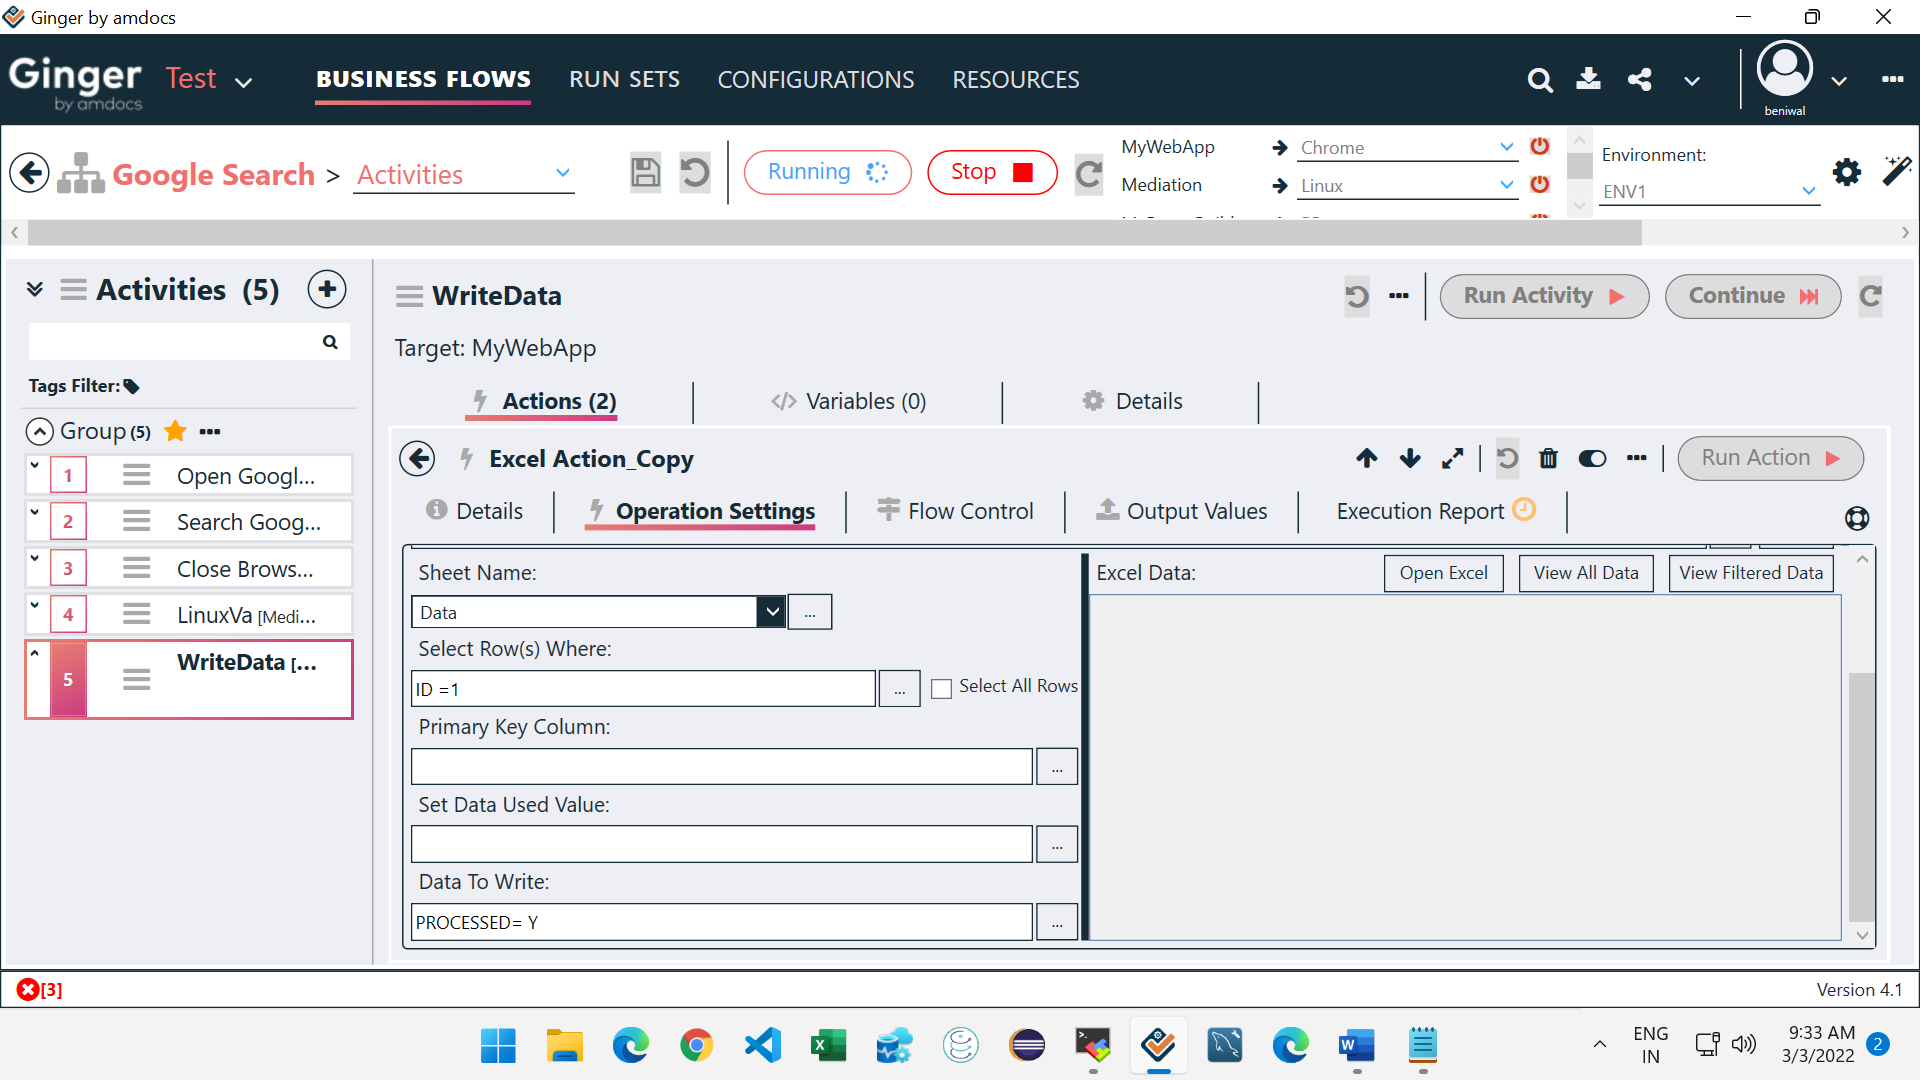 Ginger by amdocs
Ginger
by amdocs
Test
BUSINESS FLOWS
RUN SETS
CONFIGURATIONS
RESOURCES
beniwal
Google Search >
Activities
Running
Stop
MyWebApp
Chrome
Mediation
Linux
Environment:
ENV1
Activities (5)
Tags Filter:
Group (5)
1 Open Googl...
2 Search Goog...
3 Close Brows...
4 LinuxVa [Medi...
5 WriteData [...
WriteData
Run Activity
Continue
Target: MyWebApp
Actions (2)
</> Variables (0)
Details
Excel Action_Copy
Run Action
Details
Operation Settings
Flow Control
Output Values
Execution Report
Sheet Name:
Data
...
Select Row(s) Where:
ID =1
...
Select All Rows
Primary Key Column:
...
Set Data Used Value:
...
Data To Write:
PROCESSED= Y
...
Excel Data:
Open Excel
View All Data
View Filtered Data
[3]
Version 4.1
ENG
IN
9:33 AM
3/3/2022
2